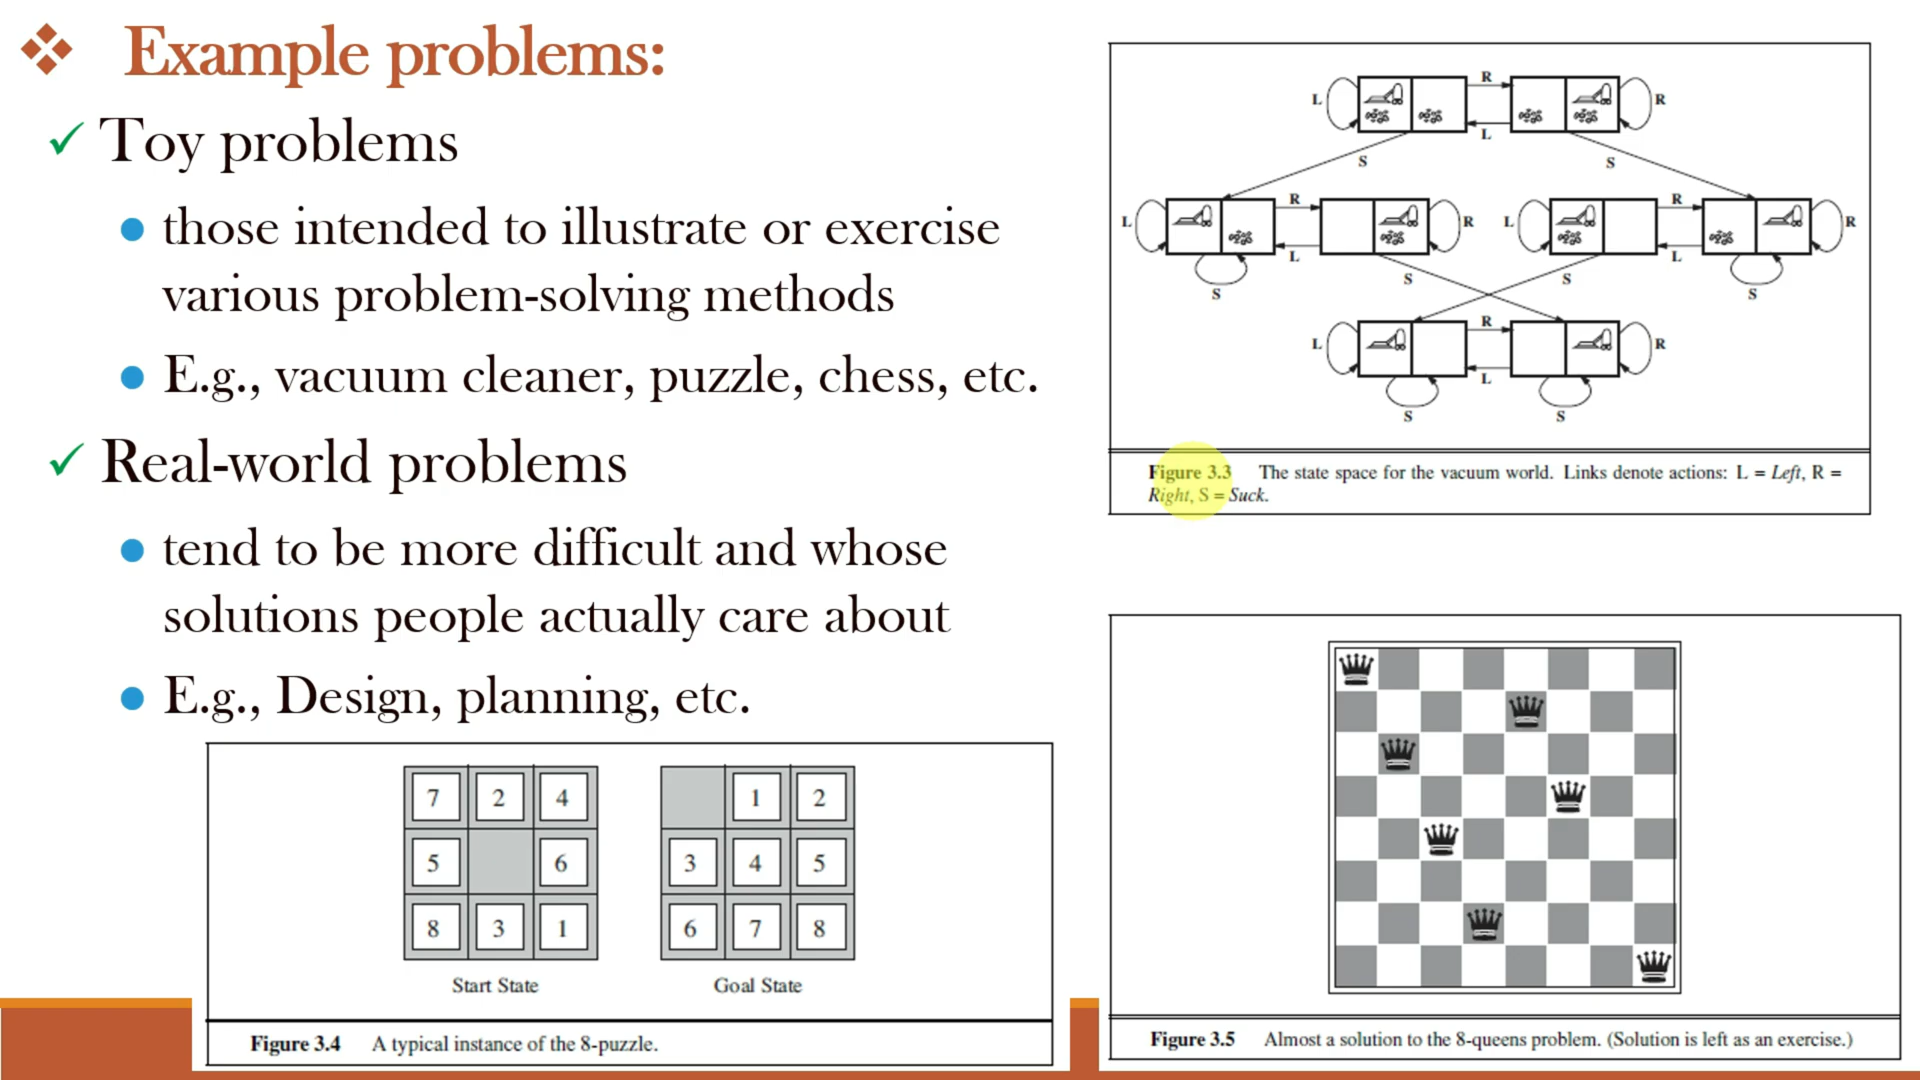 Example problems:
Toy problems
those intended to illustrate or exercise
various problem-solving methods
E.g., vacuum cleaner, puzzle, chess, etc.
Real-world problems
tend to be more difficult and whose
solutions people actually care about
E.g., Design, planning, etc.
7 2 4
5 6
8 3 1
Start State
1 2
3 4 5
6 7 8
Goal State
Figure 3.4 A typical instance of the 8-puzzle.
R
L R
L
S S
R R
L R L R
L L
S S S S
R
L R
L
S S
Figure 3.3 The state space for the vacuum world. Links denote actions: L = Left, R =
Right, S = Suck.
Figure 3.5 Almost a solution to the 8-queens problem. (Solution is left as an exercise.)